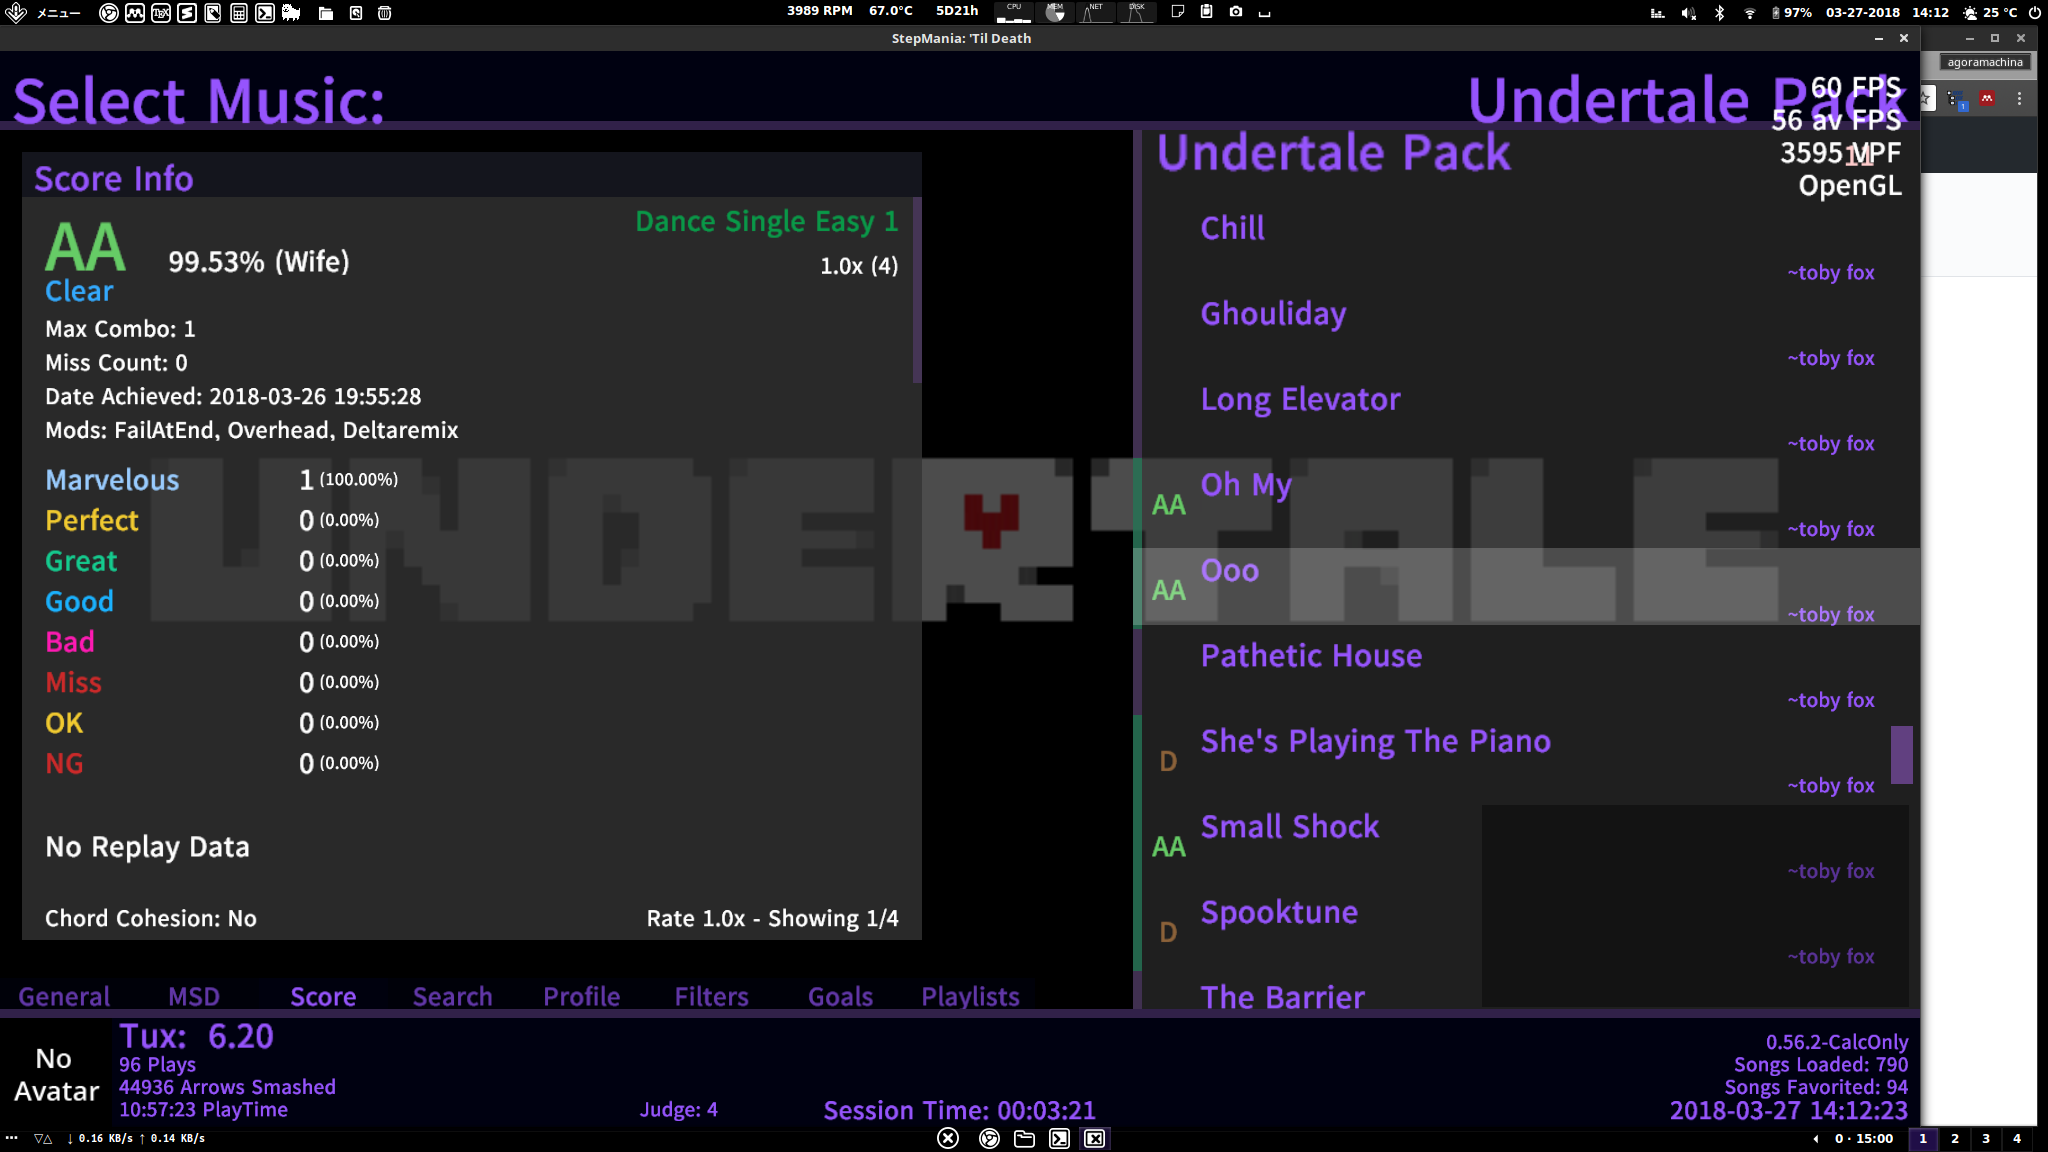 メニュー 3989 RPM 67.0°C 5D21h CPU MEM NET DISK 97% 03-27-2018 14:12 25 °C
StepMania: 'Til Death
agoramachina
Select Music:
Undertale Pack
60 FPS
56 av FPS
3595 MPF
OpenGL
11
Score Info
AA
99.53% (Wife)
Dance Single Easy 1
1.0x (4)
Clear
Max Combo: 1
Miss Count: 0
Date Achieved: 2018-03-26 19:55:28
Mods: FailAtEnd, Overhead, Deltaremix
Marvelous 1 (100.00%)
Perfect 0 (0.00%)
Great 0 (0.00%)
Good 0 (0.00%)
Bad 0 (0.00%)
Miss 0 (0.00%)
OK 0 (0.00%)
NG 0 (0.00%)
No Replay Data
Chord Cohesion: No
Rate 1.0x - Showing 1/4
UNDERTALE
Undertale Pack
Chill
~toby fox
Ghouliday
~toby fox
Long Elevator
~toby fox
AA Oh My
~toby fox
AA Ooo
~toby fox
Pathetic House
~toby fox
D She's Playing The Piano
~toby fox
AA Small Shock
~toby fox
D Spooktune
~toby fox
The Barrier
General MSD Score Search Profile Filters Goals Playlists
No Avatar
Tux: 6.20
96 Plays
44936 Arrows Smashed
10:57:23 PlayTime
Judge: 4
Session Time: 00:03:21
0.56.2-CalcOnly
Songs Loaded: 790
Songs Favorited: 94
2018-03-27 14:12:23
↓ 0.16 KB/s ↑ 0.14 KB/s
0 · 15:00 1 2 3 4